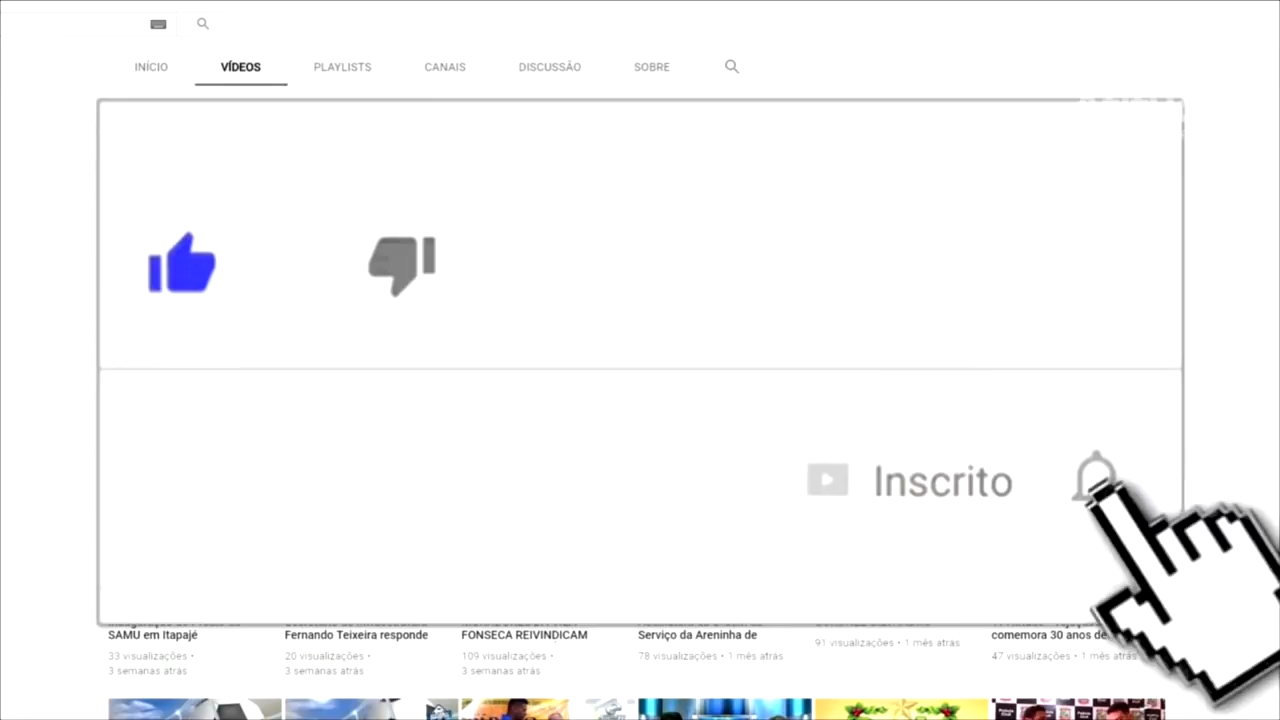 INÍCIO VÍDEOS PLAYLISTS CANAIS DISCUSSÃO SOBRE
Inscrito
SAMU em Itapajé
33 visualizações •
3 semanas atrás
Fernando Teixeira responde
20 visualizações •
3 semanas atrás
FONSECA REIVINDICAM
109 visualizações •
3 semanas atrás
Serviço da Areninha de
78 visualizações • 1 mês atrás
91 visualizações • 1 mês atrás
comemora 30 anos de
47 visualizações • 1 mês atrás